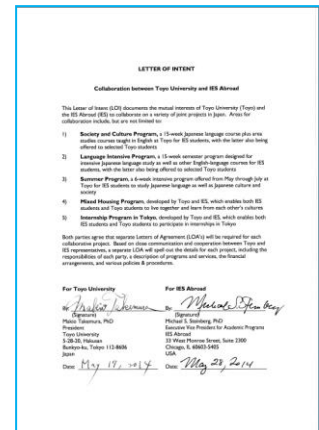 LETTER OF INTENT
Collaboration between Toyo University and IES Abroad
This Letter of Intent (LOI) documents the mutual interests of Toyo University (Toyo) and
the IES Abroad (IES) to collaborate on a variety of joint projects in Japan. Areas for
collaboration include, but are not limited to:
1) Society and Culture Program, a 15-week Japanese language course plus area
studies courses taught in English at Toyo for IES students, with the latter also being
offered to selected Toyo students
2) Language Intensive Program, a 15-week semester program designed for
intensive Japanese language study as well as other English-language courses for IES
students, with the latter also being offered to selected Toyo students
3) Summer Program, a 6-week intensive program offered from May through July at
Toyo for IES students to study Japanese language as well as Japanese culture and
society
4) Mixed Housing Program, developed by Toyo and IES, which enables both IES
students and Toyo students to live together and learn from each other's cultures
5) Internship Program in Tokyo, developed by Toyo and IES, which enables both
IES students and Toyo students to participate in internships in Tokyo
Both parties agree that separate Letters of Agreement (LOA's) will be required for each
collaborative project. Based on close communication and cooperation between Toyo and
IES representatives, a separate LOA will spell out the details for each project, including the
responsibilities of each party, a description of programs and services, the financial
arrangements, and various policies & procedures.
For Toyo University For IES Abroad
By: Makio Takemura By: Michael S. Steinberg
(Signature) (Signature)
Makio Takemura, PhD Michael S. Steinberg, PhD
President Executive Vice President for Academic Programs
Toyo University IES Abroad
5-28-20, Hakusan 33 West Monroe Street, Suite 2300
Bunkyo-ku, Tokyo 112-8606 Chicago, IL 60603-5405
Japan USA
Date: May 19, 2014 Date: May 28, 2014